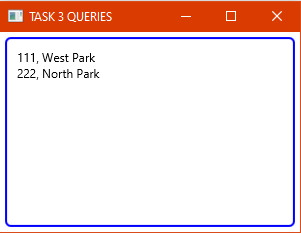 TASK 3 QUERIES
111, West Park
222, North Park